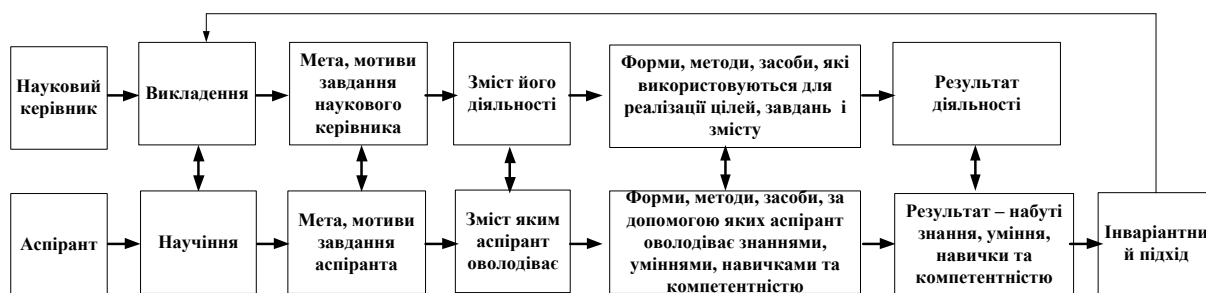 Науковий
керівник
Викладення
Мета, мотиви
завдання
наукового
керівника
Зміст його
діяльності
Форми, методи, засоби, які
використовуються для
реалізації цілей, завдань і
змісту
Результат
діяльності
Аспірант
Научіння
Мета, мотиви
завдання
аспіранта
Зміст яким
аспірант
оволодіває
Форми, методи, засоби, за
допомогою яких аспірант
оволодіває знаннями,
уміннями, навичками та
компетентністю
Результат – набуті
знання, уміння,
навички та
компетентністю
Інваріантни
й підхід